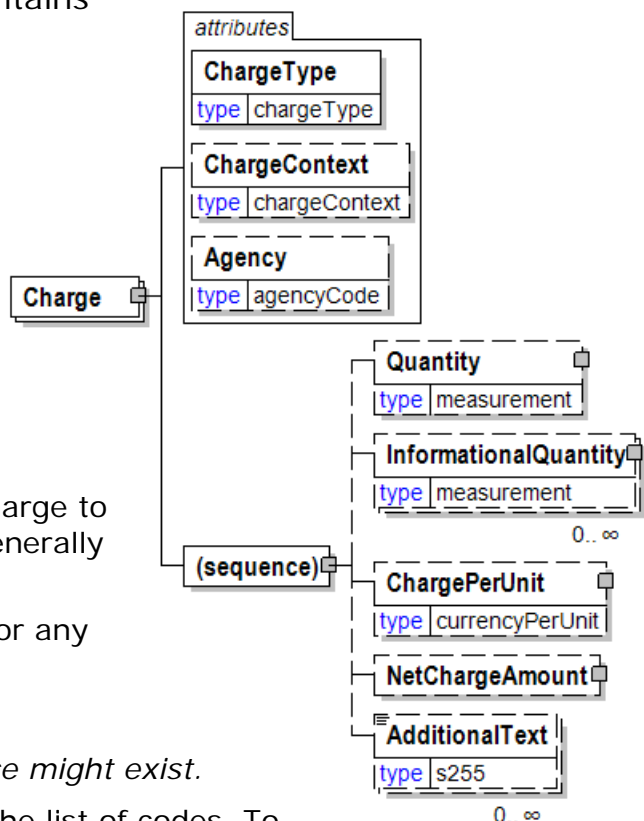 ntains
attributes
ChargeType
type chargeType
ChargeContext
type chargeContext
Agency
type agencyCode
Charge
Quantity
type measurement
InformationalQuantity
type measurement
0.. ∞
arge to
enerally
(sequence)
ChargePerUnit
type currencyPerUnit
or any
NetChargeAmount
AdditionalText
type s255
e might exist.
0.. ∞
he list of codes. To